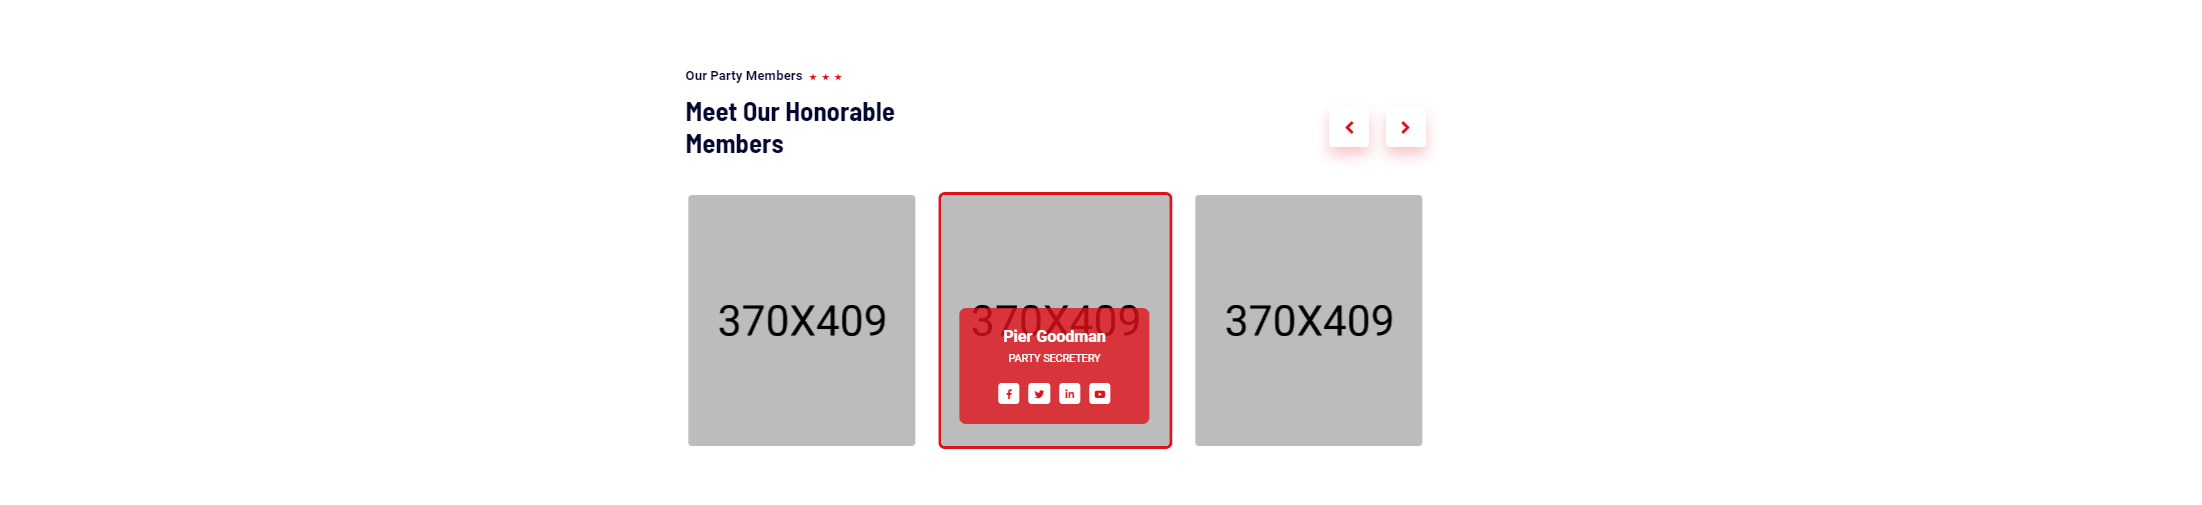 Our Party Members
Meet Our Honorable
Members
370X409
370X409
Pier Goodman
PARTY SECRETERY
370X409